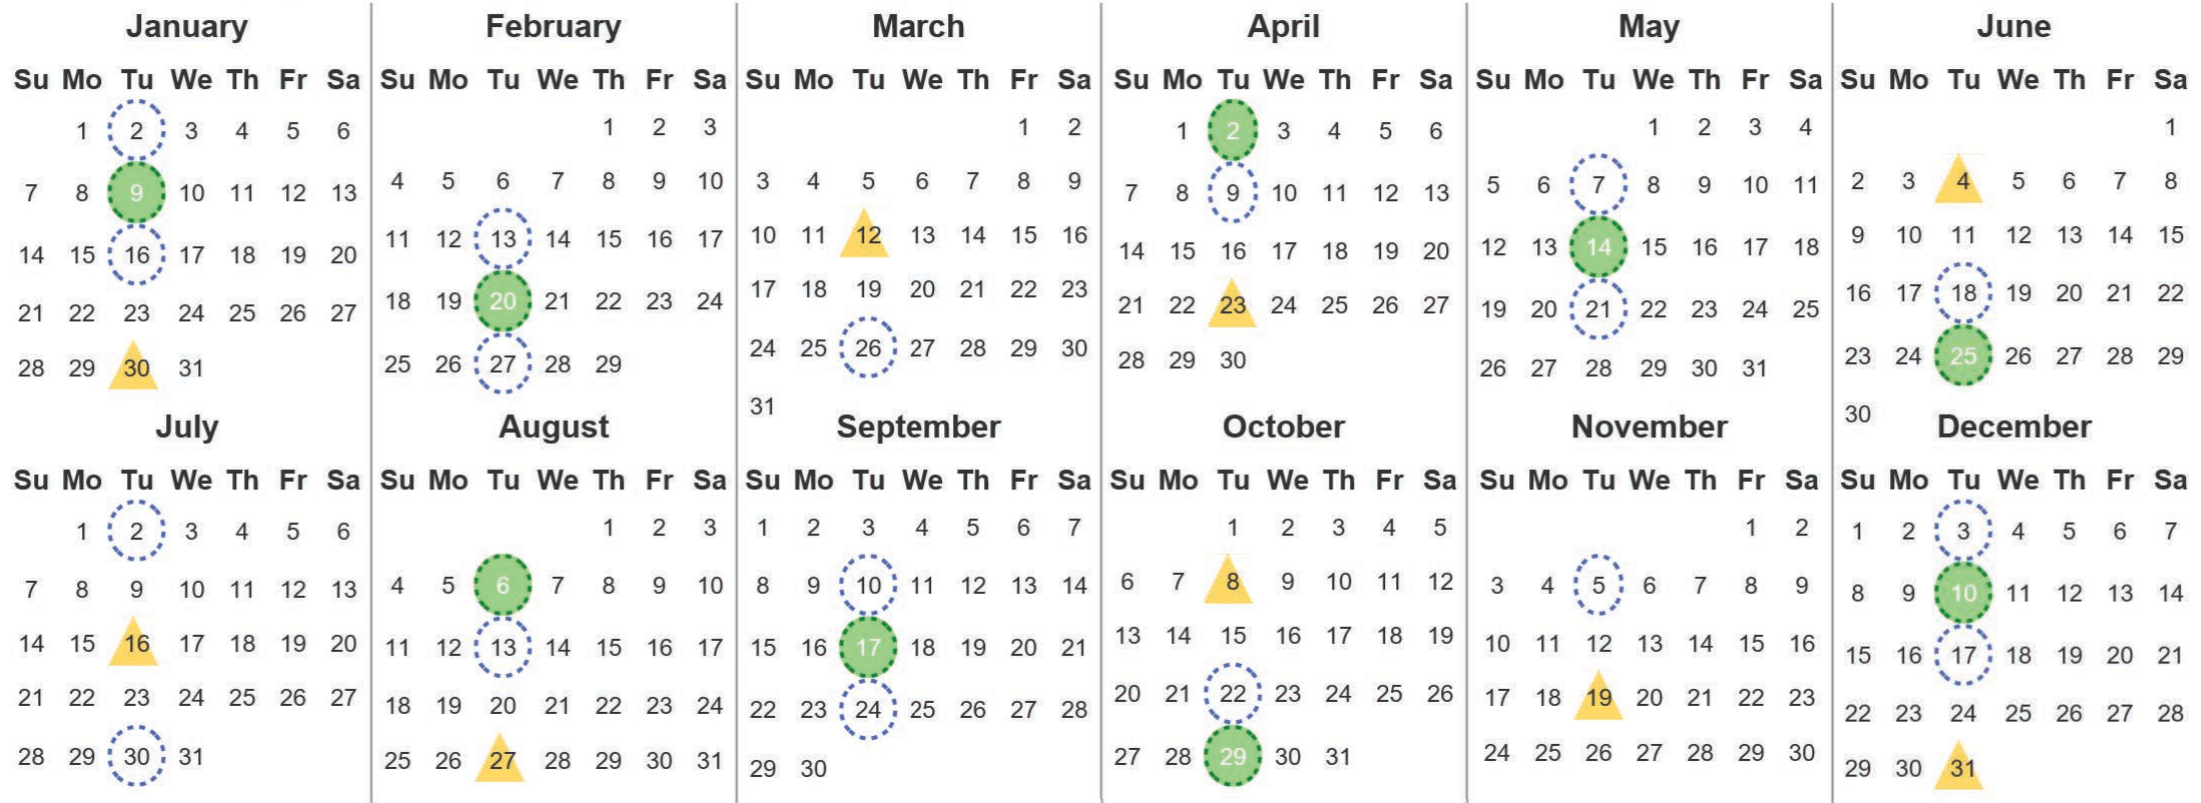 January February March April May June
Su Mo Tu We Th Fr Sa Su Mo Tu We Th Fr Sa Su Mo Tu We Th Fr Sa Su Mo Tu We Th Fr Sa Su Mo Tu We Th Fr Sa Su Mo Tu We Th Fr Sa
1 2 3 4 5 6 1 2 3 1 2 1 2 3 4 5 6 1 2 3 4 1
7 8 9 10 11 12 13 4 5 6 7 8 9 10 3 4 5 6 7 8 9 7 8 9 10 11 12 13 5 6 7 8 9 10 11 2 3 4 5 6 7 8
14 15 16 17 18 19 20 11 12 13 14 15 16 17 10 11 12 13 14 15 16 14 15 16 17 18 19 20 12 13 14 15 16 17 18 9 10 11 12 13 14 15
21 22 23 24 25 26 27 18 19 20 21 22 23 24 17 18 19 20 21 22 23 21 22 23 24 25 26 27 19 20 21 22 23 24 25 16 17 18 19 20 21 22
28 29 30 31 25 26 27 28 29 24 25 26 27 28 29 30 28 29 30 26 27 28 29 30 31 23 24 25 26 27 28 29
31 30
July August September October November December
Su Mo Tu We Th Fr Sa Su Mo Tu We Th Fr Sa Su Mo Tu We Th Fr Sa Su Mo Tu We Th Fr Sa Su Mo Tu We Th Fr Sa Su Mo Tu We Th Fr Sa
1 2 3 4 5 6 1 2 3 1 2 3 4 5 6 7 1 2 3 4 5 1 2 1 2 3 4 5 6 7
7 8 9 10 11 12 13 4 5 6 7 8 9 10 8 9 10 11 12 13 14 6 7 8 9 10 11 12 3 4 5 6 7 8 9 8 9 10 11 12 13 14
14 15 16 17 18 19 20 11 12 13 14 15 16 17 15 16 17 18 19 20 21 13 14 15 16 17 18 19 10 11 12 13 14 15 16 15 16 17 18 19 20 21
21 22 23 24 25 26 27 18 19 20 21 22 23 24 22 23 24 25 26 27 28 20 21 22 23 24 25 26 17 18 19 20 21 22 23 22 23 24 25 26 27 28
28 29 30 31 25 26 27 28 29 30 31 29 30 27 28 29 30 31 24 25 26 27 28 29 30 29 30 31